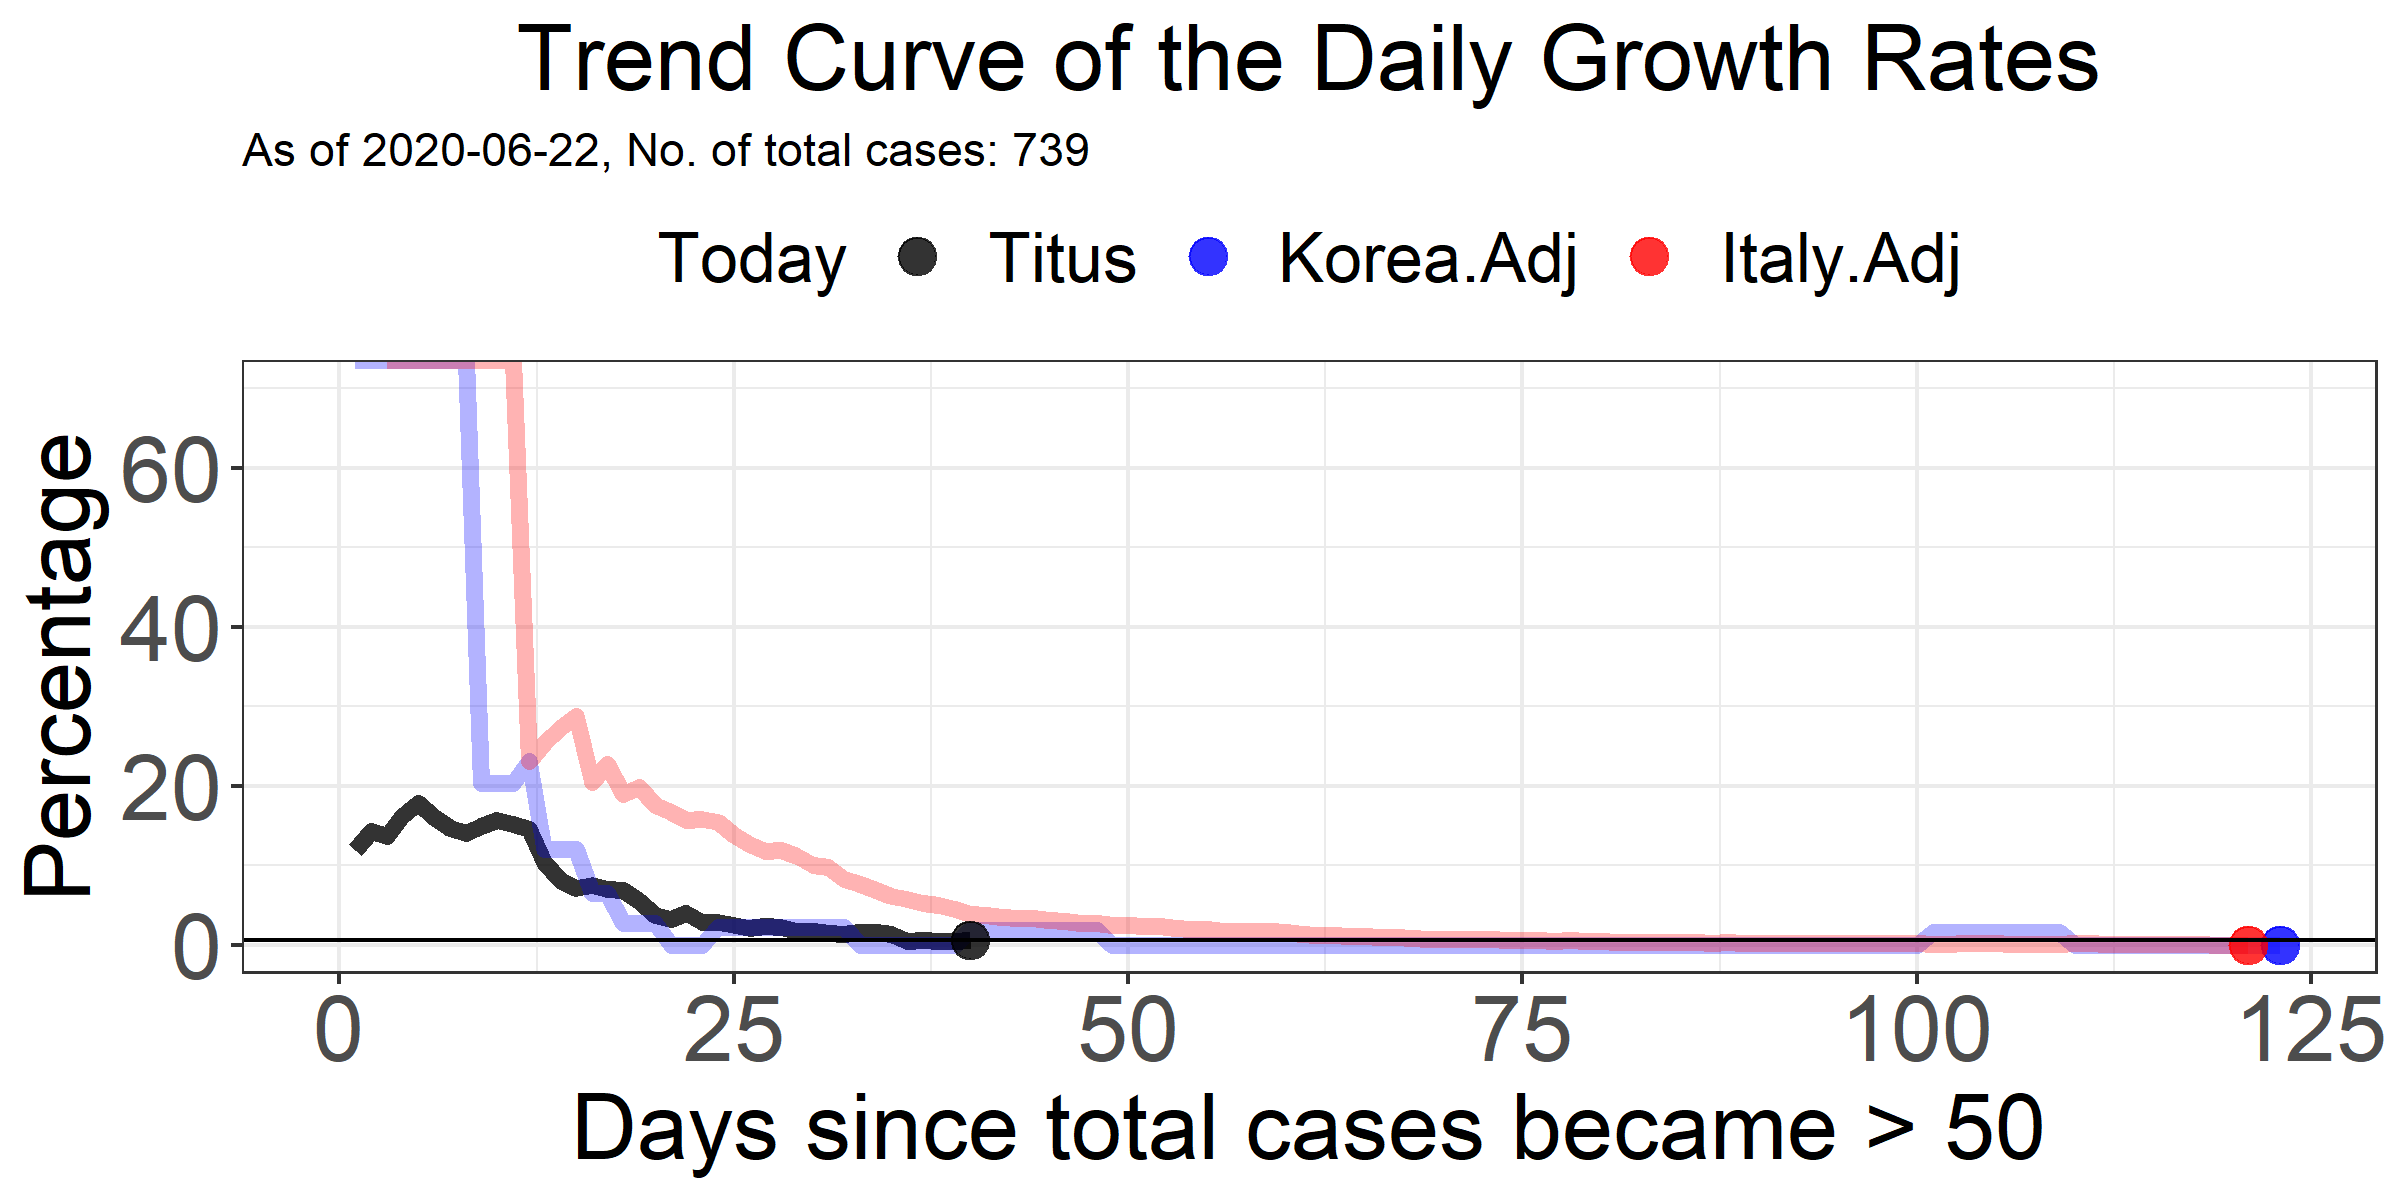 Trend Curve of the Daily Growth Rates
As of 2020-06-22, No. of total cases: 739
Today Titus Korea.Adj Italy.Adj
Percentage
60
40
20
0
0 25 50 75 100 125
Days since total cases became > 50